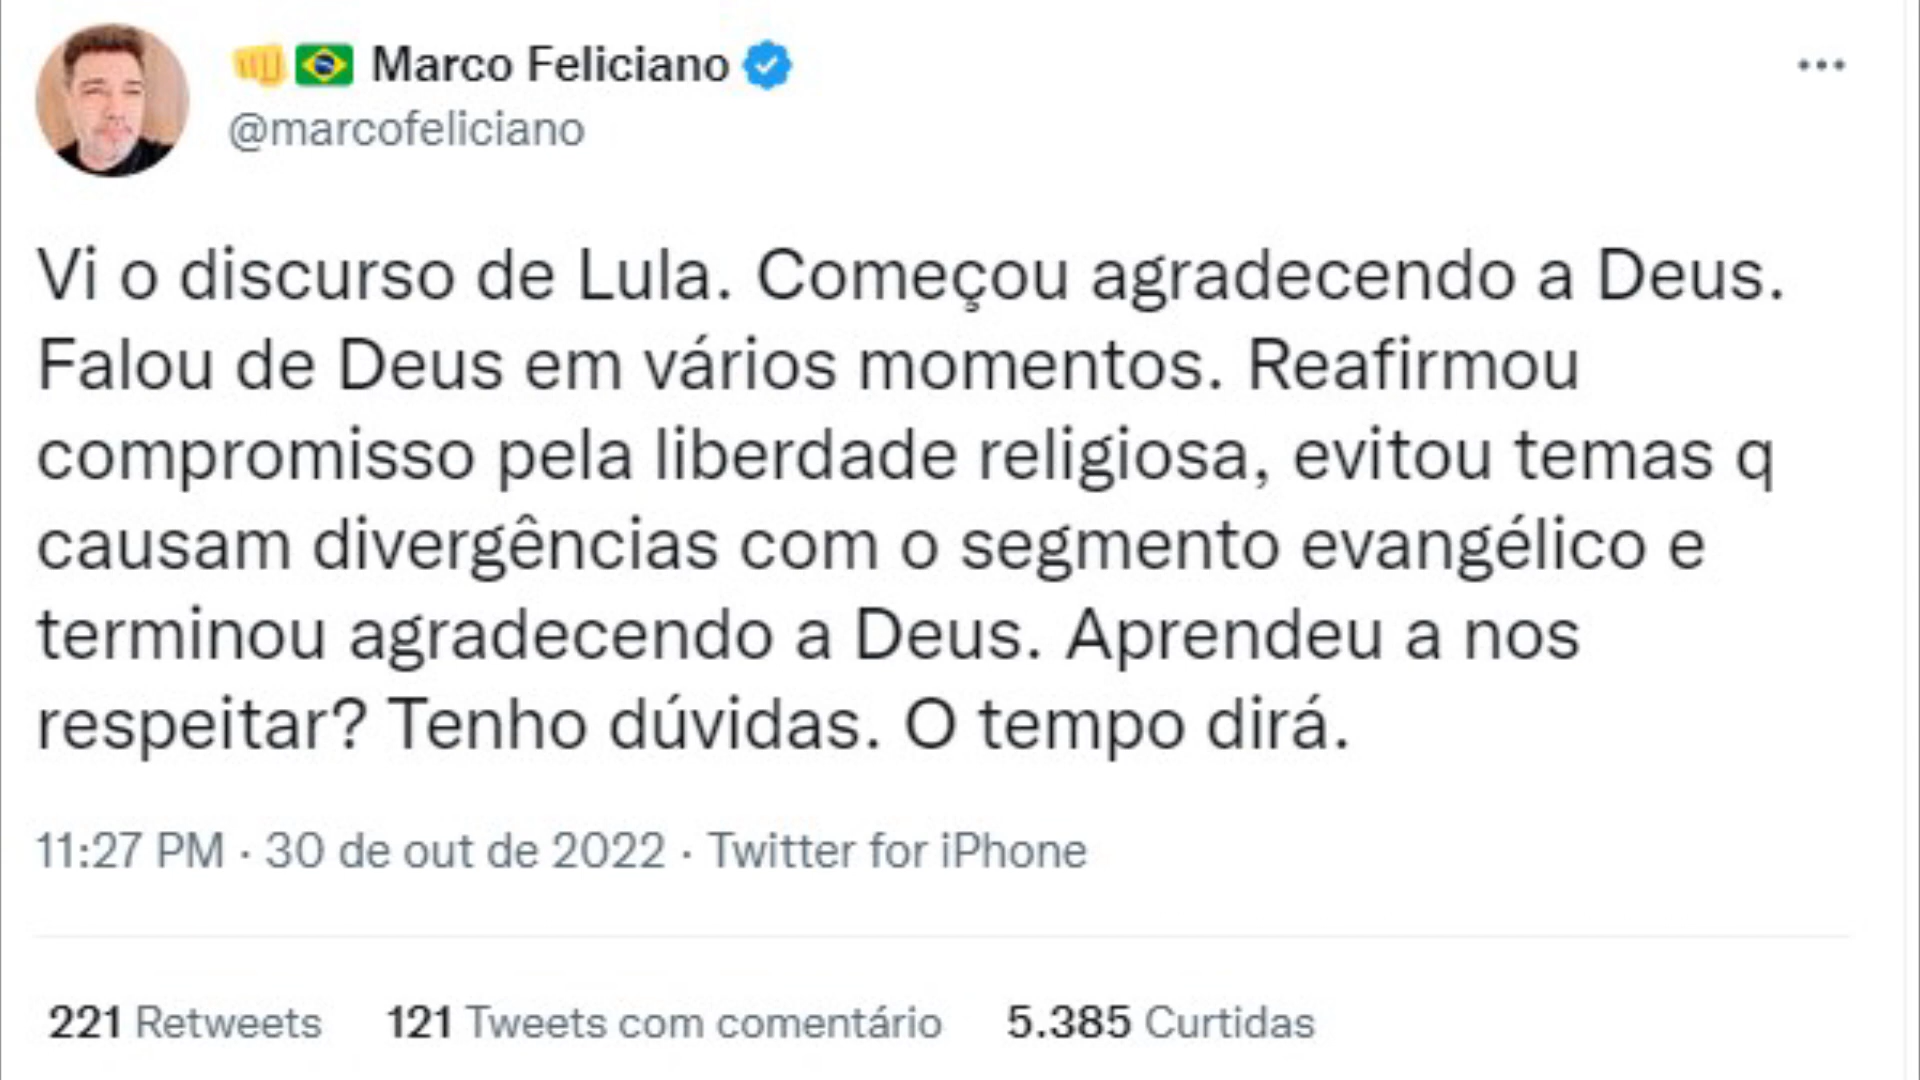 👊🇧🇷 Marco Feliciano
@marcofeliciano
Vi o discurso de Lula. Começou agradecendo a Deus.
Falou de Deus em vários momentos. Reafirmou
compromisso pela liberdade religiosa, evitou temas q
causam divergências com o segmento evangélico e
terminou agradecendo a Deus. Aprendeu a nos
respeitar? Tenho dúvidas. O tempo dirá.
11:27 PM · 30 de out de 2022 · Twitter for iPhone
221 Retweets 121 Tweets com comentário 5.385 Curtidas